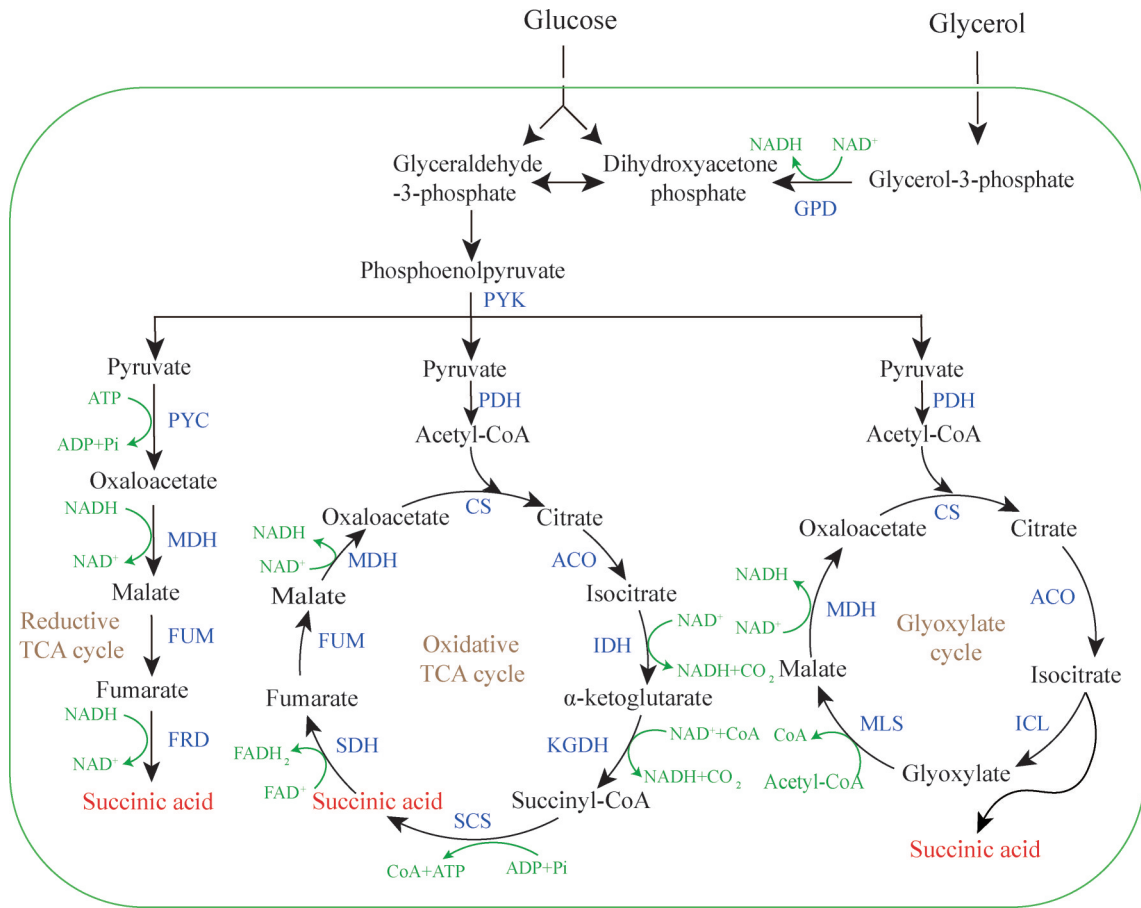 Glucose
Glycerol
NADH
NAD⁺
Glyceraldehyde
-3-phosphate
Dihydroxyacetone
phosphate
Glycerol-3-phosphate
GPD
Phosphoenolpyruvate
PYK
Pyruvate
ATP
PYC
ADP+Pi
Oxaloacetate
NADH
MDH
NAD⁺
Malate
Reductive
TCA cycle
FUM
Fumarate
NADH
FRD
NAD⁺
Succinic acid
Pyruvate
PDH
Acetyl-CoA
Oxaloacetate
CS
Citrate
ACO
Isocitrate
NAD⁺
IDH
NADH+CO₂
α-ketoglutarate
NAD⁺+CoA
KGDH
NADH+CO₂
Succinyl-CoA
SCS
ADP+Pi
CoA+ATP
Succinic acid
SDH
FADH₂
FAD⁺
Fumarate
FUM
Malate
MDH
NADH
NAD⁺
Oxidative
TCA cycle
Pyruvate
PDH
Acetyl-CoA
Oxaloacetate
CS
Citrate
ACO
Isocitrate
ICL
Glyoxylate
Succinic acid
MLS
CoA
Acetyl-CoA
Malate
MDH
NADH
NAD⁺
Glyoxylate
cycle